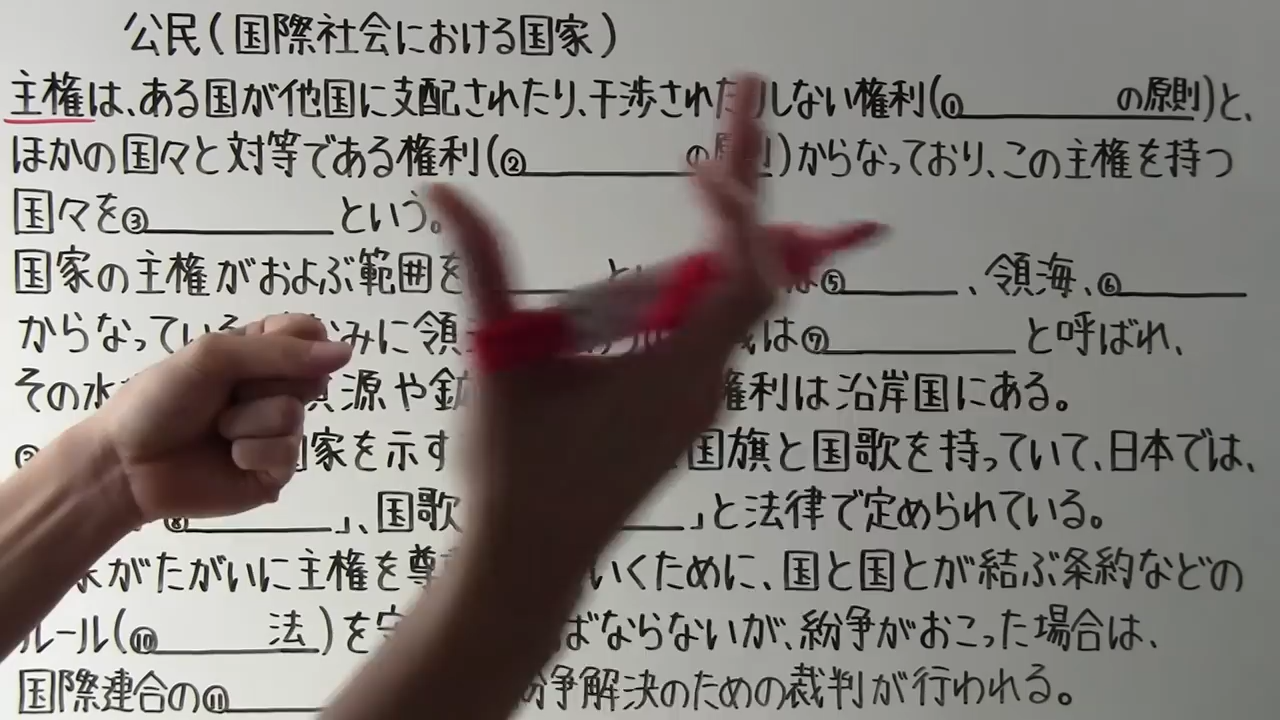 公民(国際社会における国家)
主権は、ある国が他国に支配されたり、干渉されたりしない権利(① の原則)と、
ほかの国々と対等である権利(② の原則)からなっており、この主権を持つ
国々を③ という。
国家の主権がおよぶ範囲を とい は⑤ 、領海、⑥
からなっている みに領 は⑦ と呼ばれ、
その水 資源や鉱 権利は沿岸国にある。
家を示す 国旗と国歌を持っていて、日本では、
⑧ 」、国歌 」と法律で定められている。
がたがいに主権を尊 いくために、国と国とが結ぶ条約などの
ルール(⑩ 法)を守 ばならないが、紛争がおこった場合は、
国際連合の⑪ 紛争解決のための裁判が行われる。